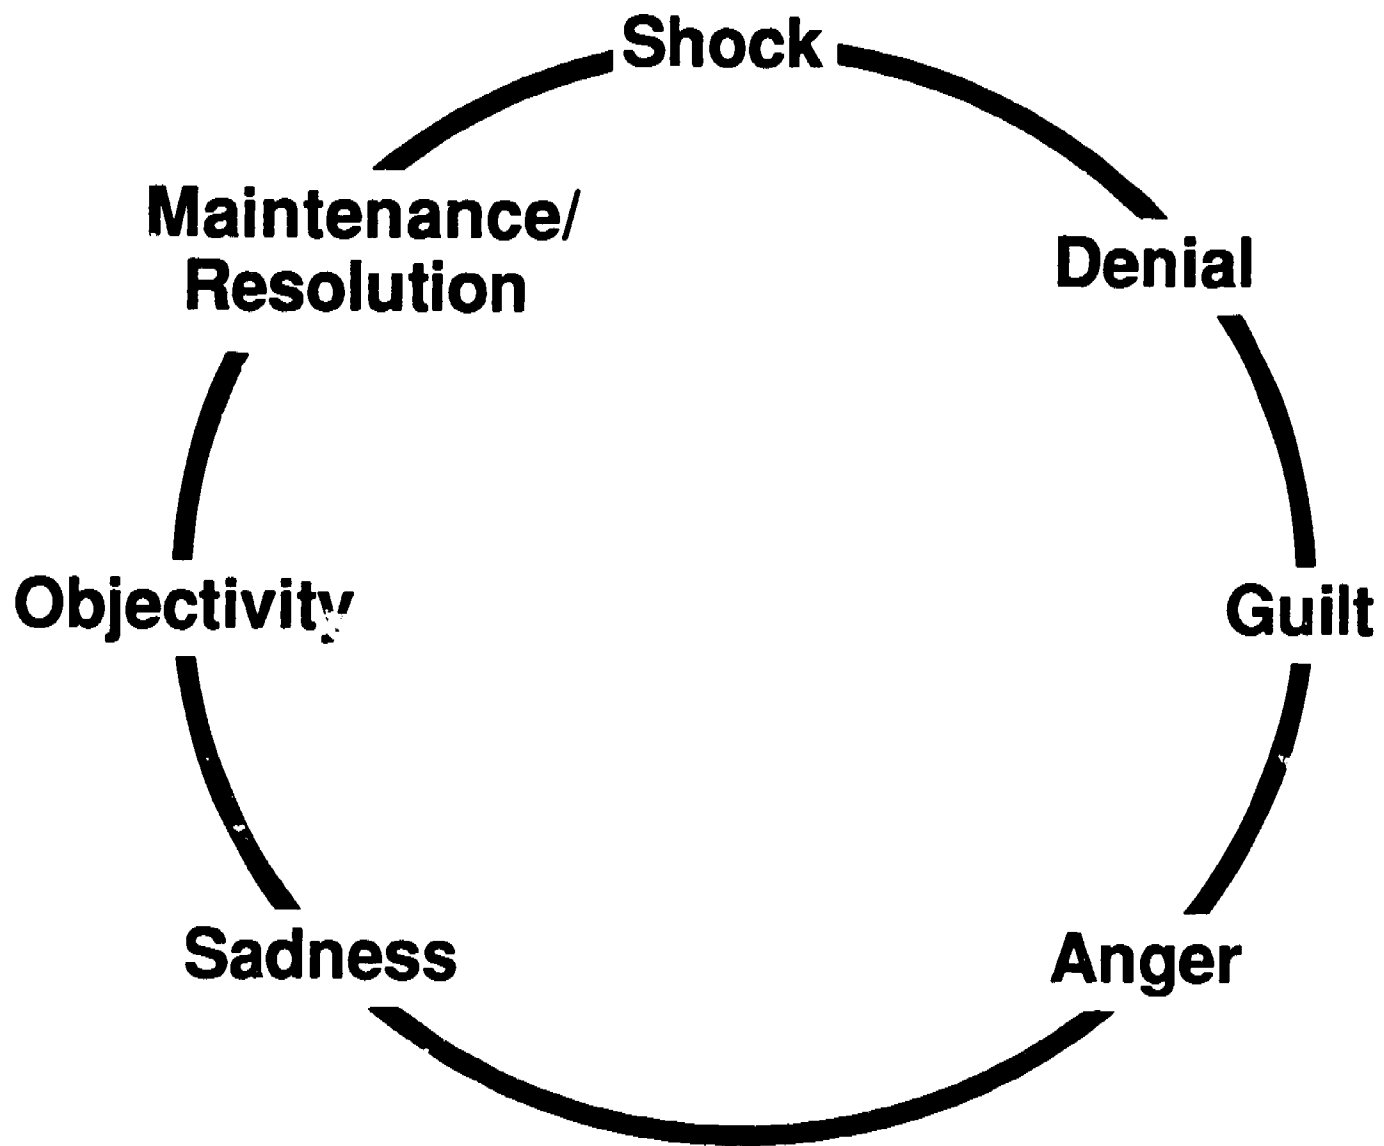 Shock
Denial
Guilt
Anger
Sadness
Objectivity
Maintenance/
Resolution